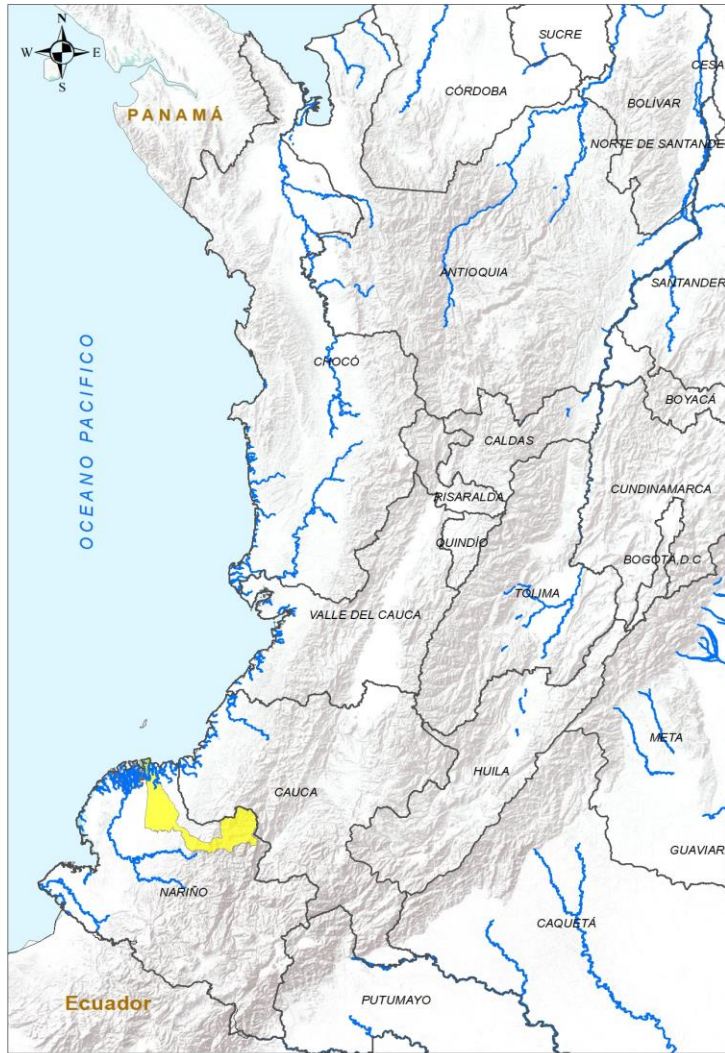 N
W E
S
PANAMÁ
OCEANO PACIFICO
SUCRE
CÓRDOBA
CESA
BOLÍVAR
NORTE DE SANTANDE
ANTIOQUIA
SANTANDER
CHOCÓ
BOYACÁ
CALDAS
CUNDINAMARCA
RISARALDA
QUINDÍO
BOGOTÁ, D.C
TOLIMA
VALLE DEL CAUCA
META
HUILA
CAUCA
GUAVIAR
NARIÑO
CAQUETÁ
Ecuador
PUTUMAYO